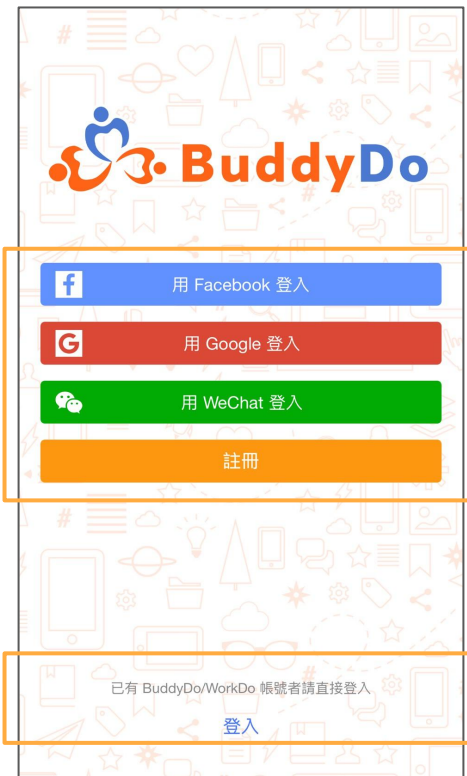 BuddyDo
用 Facebook 登入
用 Google 登入
用 WeChat 登入
註冊
已有 BuddyDo/WorkDo 帳號者請直接登入
登入